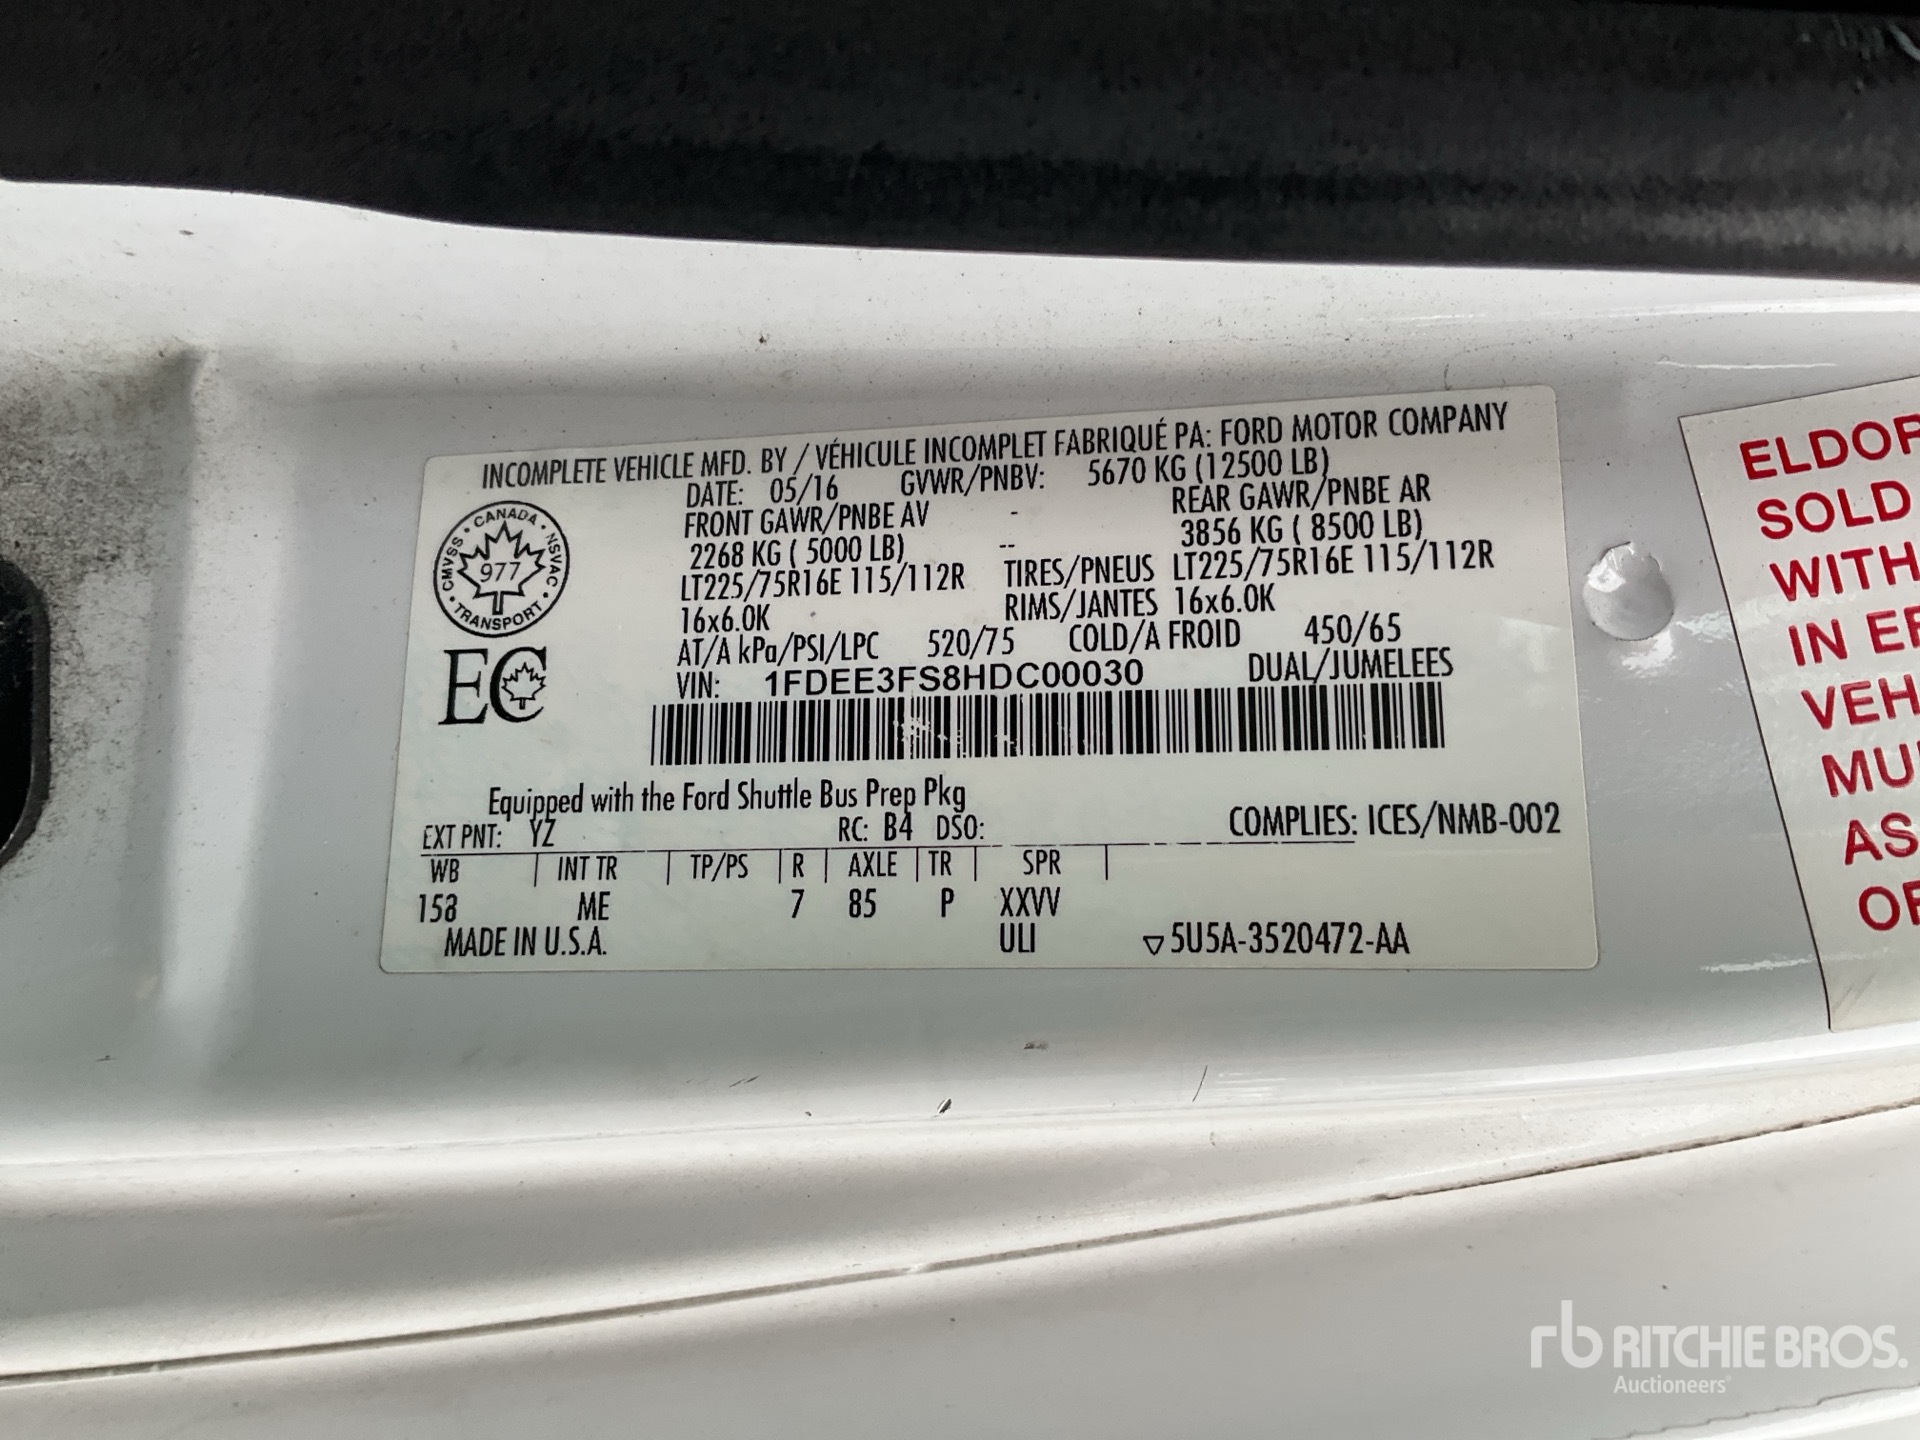 INCOMPLETE VEHICLE MFD. BY / VÉHICULE INCOMPLET FABRIQUÉ PA: FORD MOTOR COMPANY
DATE: 05/16 GVWR/PNBV: 5670 KG (12500 LB)
FRONT GAWR/PNBE AV - REAR GAWR/PNBE AR
2268 KG ( 5000 LB) -- 3856 KG ( 8500 LB)
LT225/75R16E 115/112R TIRES/PNEUS LT225/75R16E 115/112R
16x6.0K RIMS/JANTES 16x6.0K
AT/A kPa/PSI/LPC 520/75 COLD/A FROID 450/65
VIN: 1FDEE3FS8HDC00030 DUAL/JUMELEES
CANADA
CMVSS NSVAC
977
TRANSPORT
EC
Equipped with the Ford Shuttle Bus Prep Pkg
EXT PNT: YZ RC: B4 DSO: COMPLIES: ICES/NMB-002
WB INT TR TP/PS R AXLE TR SPR
158 ME 7 85 P XXVV
MADE IN U.S.A. ULI ▽5U5A-3520472-AA
SOLD
WITH
IN
MU
AS
rb RITCHIE BROS.
Auctioneers